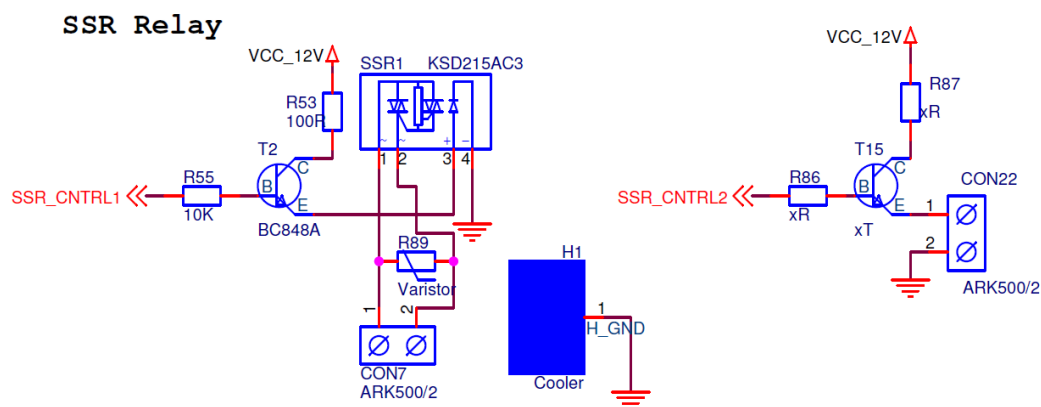 SSR Relay
VCC_12V
SSR1 KSD215AC3
R53
100R
~ ~ + -
1 2 3 4
T2
C
B
E
BC848A
SSR_CNTRL1
R55
10K
R89
Varistor
1 2
CON7
ARK500/2
H1
1
H_GND
Cooler
VCC_12V
R87
xR
T15
C
B
E
xT
SSR_CNTRL2
R86
xR
CON22
1
2
ARK500/2